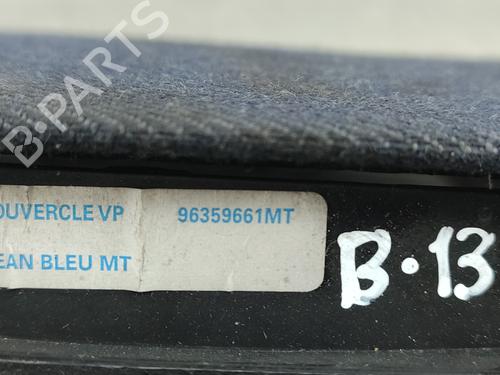 B-PARTS
OUVERCLE VP 96359661MT
EAN BLEU MT
B·13